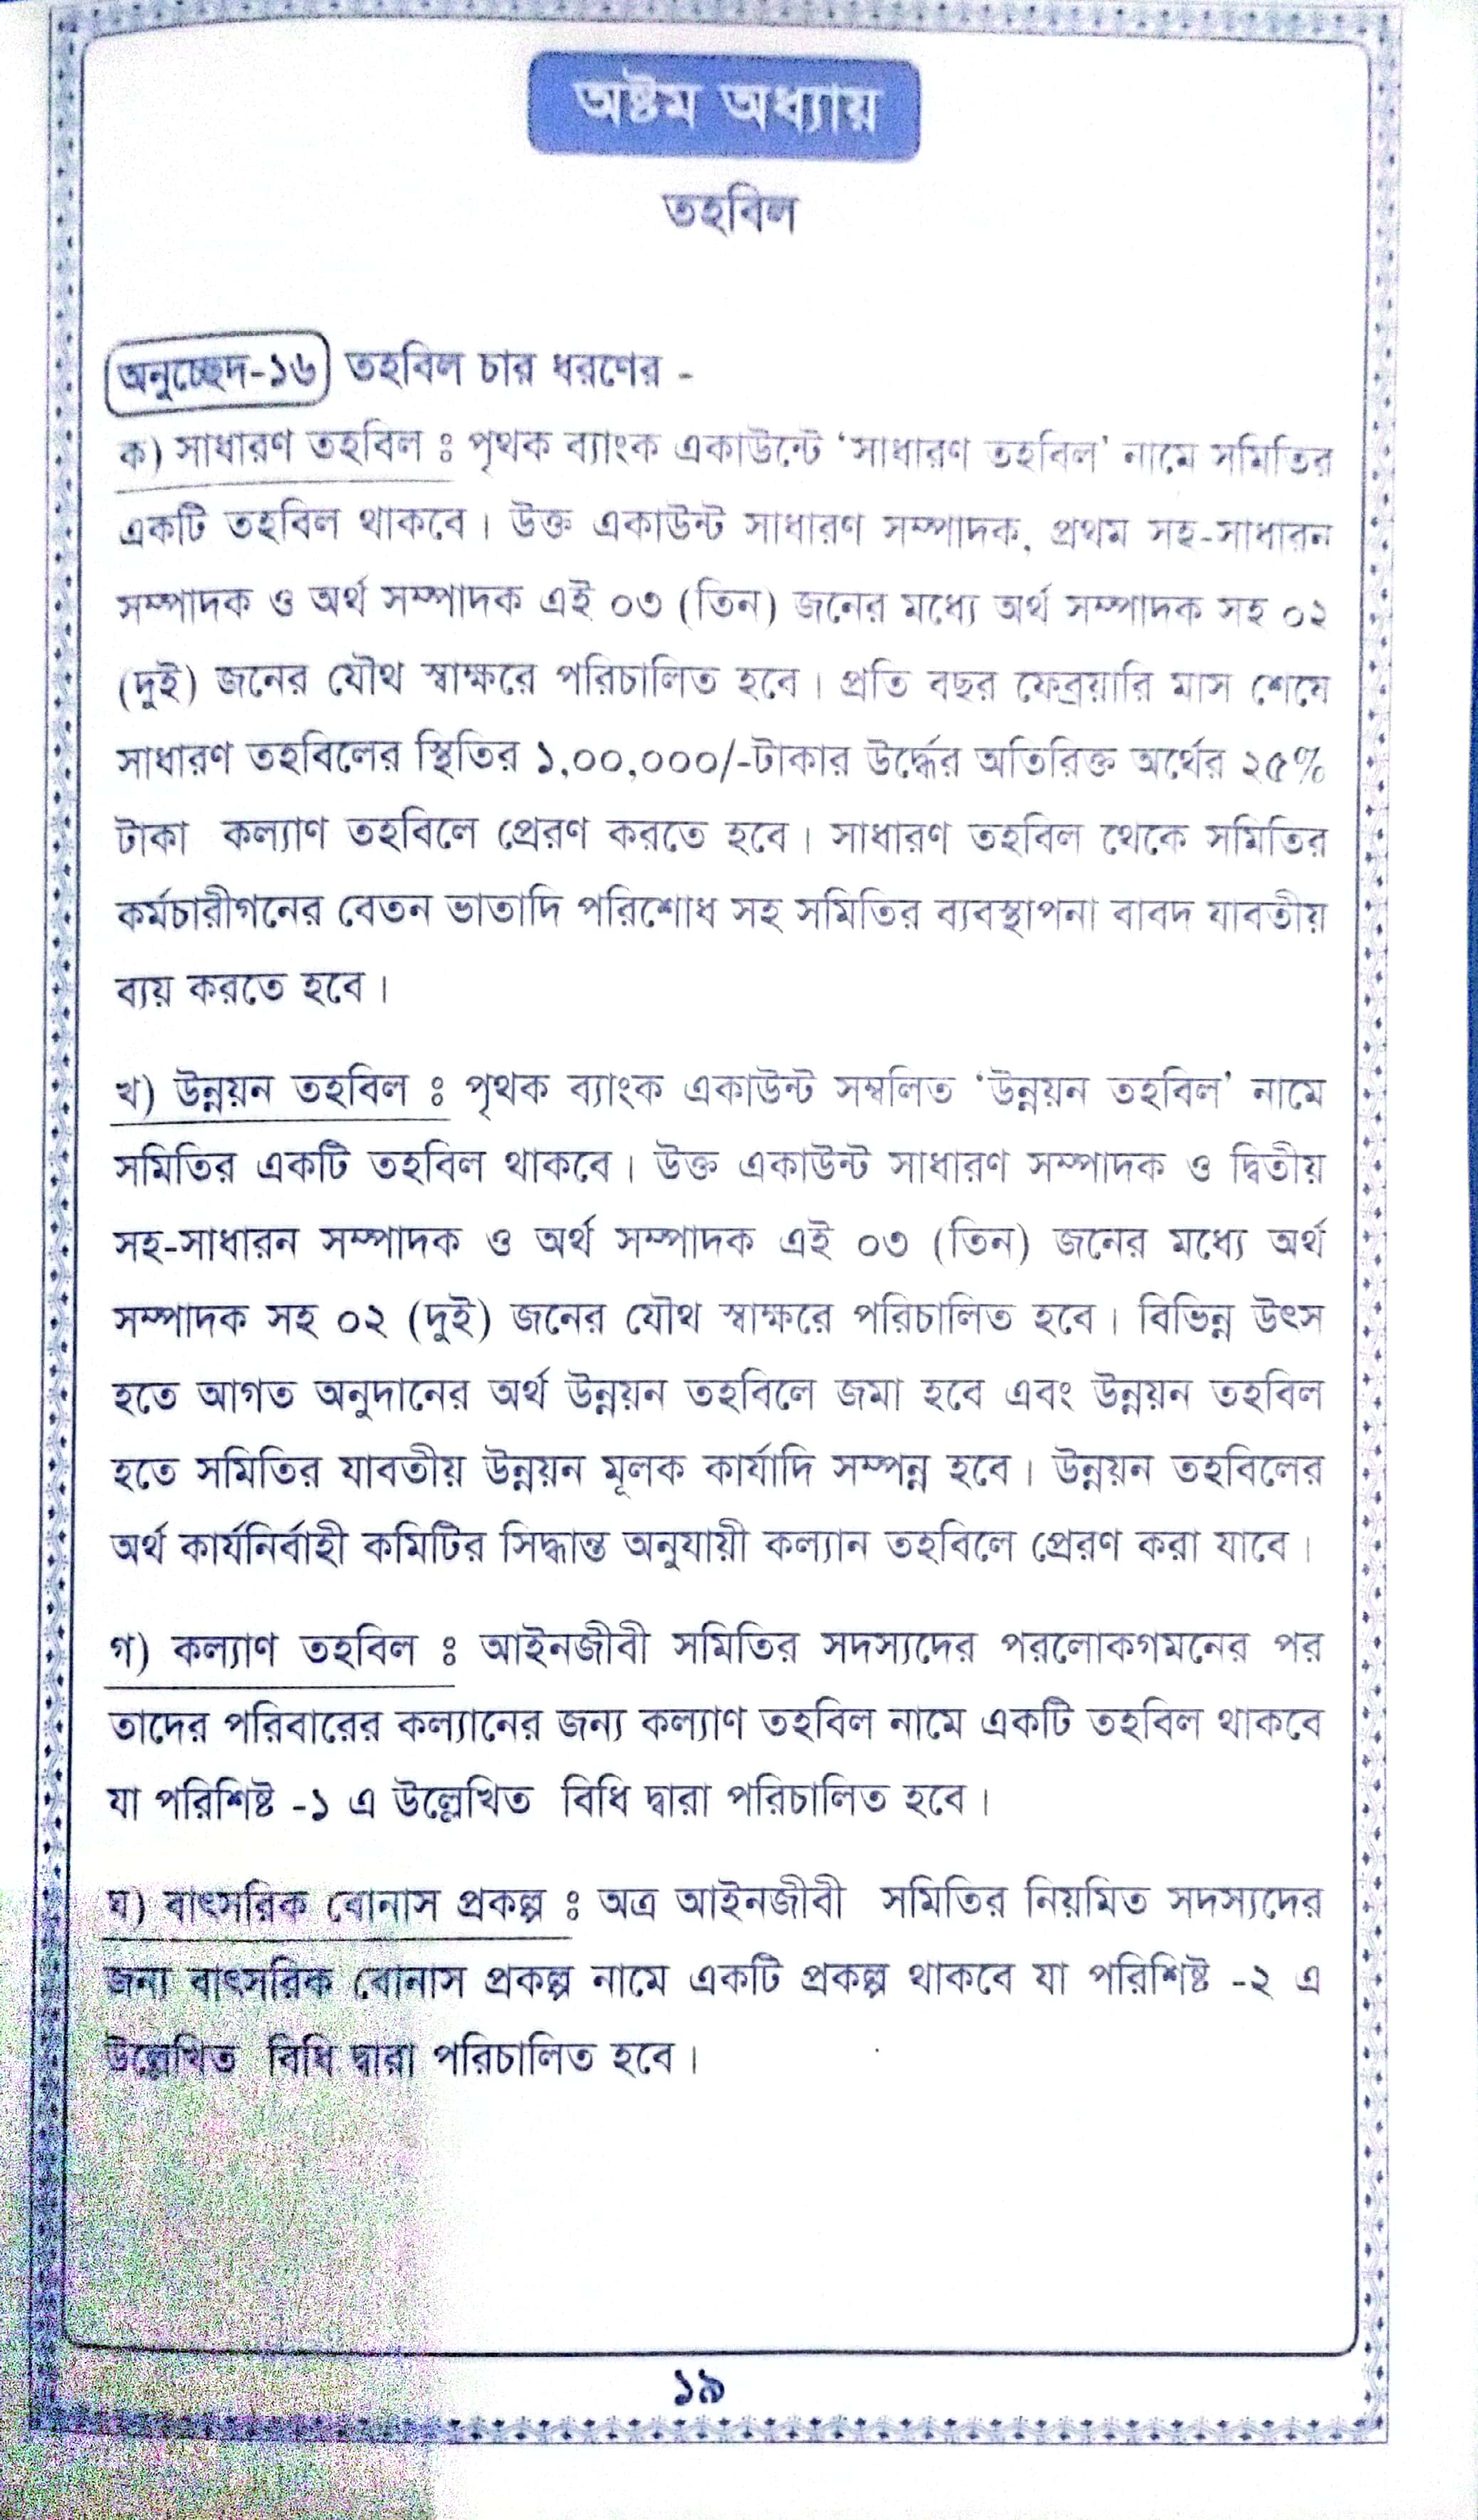 অষ্টম অধ্যায়
তহবিল
অনুচ্ছেদ-১৬ তহবিল চার ধরণের -
ক) সাধারণ তহবিল ঃ পৃথক ব্যাংক একাউন্টে ‘সাধারণ তহবিল’ নামে সমিতির
একটি তহবিল থাকবে। উক্ত একাউন্ট সাধারণ সম্পাদক, প্রথম সহ-সাধারন
সম্পাদক ও অর্থ সম্পাদক এই ০৩ (তিন) জনের মধ্যে অর্থ সম্পাদক সহ ০২
(দুই) জনের যৌথ স্বাক্ষরে পরিচালিত হবে। প্রতি বছর ফেব্রয়ারি মাস শেষে
সাধারণ তহবিলের স্থিতির ১,০০,০০০/-টাকার উর্দ্ধের অতিরিক্ত অর্থের ২৫%
টাকা কল্যাণ তহবিলে প্রেরণ করতে হবে। সাধারণ তহবিল থেকে সমিতির
কর্মচারীগনের বেতন ভাতাদি পরিশোধ সহ সমিতির ব্যবস্থাপনা বাবদ যাবতীয়
ব্যয় করতে হবে।
খ) উন্নয়ন তহবিল ঃ পৃথক ব্যাংক একাউন্ট সম্বলিত ‘উন্নয়ন তহবিল’ নামে
সমিতির একটি তহবিল থাকবে। উক্ত একাউন্ট সাধারণ সম্পাদক ও দ্বিতীয়
সহ-সাধারন সম্পাদক ও অর্থ সম্পাদক এই ০৩ (তিন) জনের মধ্যে অর্থ
সম্পাদক সহ ০২ (দুই) জনের যৌথ স্বাক্ষরে পরিচালিত হবে। বিভিন্ন উৎস
হতে আগত অনুদানের অর্থ উন্নয়ন তহবিলে জমা হবে এবং উন্নয়ন তহবিল
হতে সমিতির যাবতীয় উন্নয়ন মূলক কার্যাদি সম্পন্ন হবে। উন্নয়ন তহবিলের
অর্থ কার্যনির্বাহী কমিটির সিদ্ধান্ত অনুযায়ী কল্যান তহবিলে প্রেরণ করা যাবে।
গ) কল্যাণ তহবিল ঃ আইনজীবী সমিতির সদস্যদের পরলোকগমনের পর
তাদের পরিবারের কল্যানের জন্য কল্যাণ তহবিল নামে একটি তহবিল থাকবে
যা পরিশিষ্ট -১ এ উল্লেখিত বিধি দ্বারা পরিচালিত হবে।
ঘ) বাৎসরিক বোনাস প্রকল্প ঃ অত্র আইনজীবী সমিতির নিয়মিত সদস্যদের
জন্য বাৎসরিক বোনাস প্রকল্প নামে একটি প্রকল্প থাকবে যা পরিশিষ্ট -২ এ
উল্লেখিত বিধি দ্বারা পরিচালিত হবে।
১৯